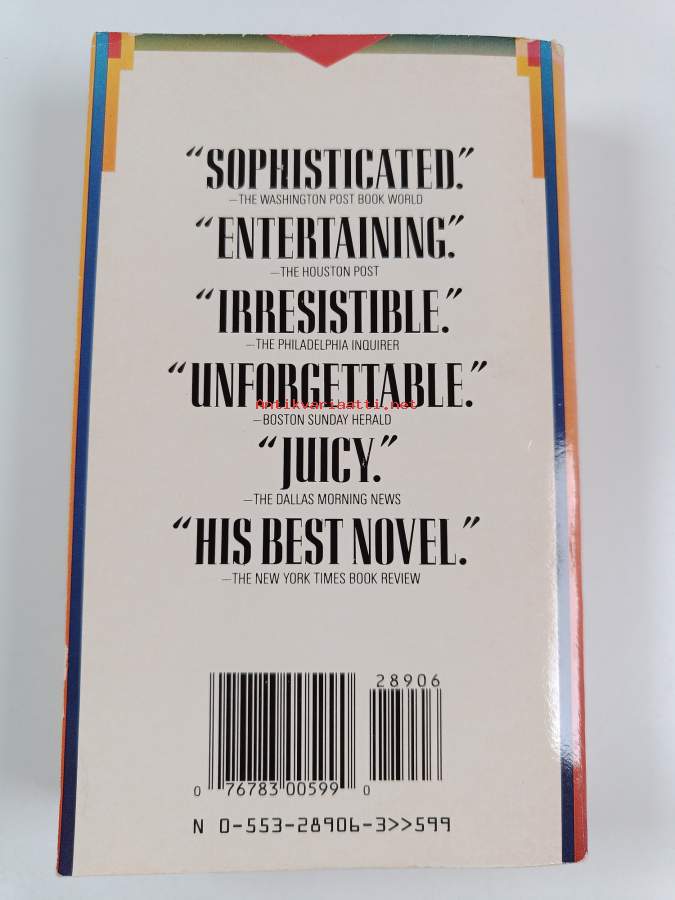 “SOPHISTICATED.”
—THE WASHINGTON POST BOOK WORLD
“ENTERTAINING.”
—THE HOUSTON POST
“IRRESISTIBLE.”
—THE PHILADELPHIA INQUIRER
“UNFORGETTABLE.”
Antikvariaatti.net
—BOSTON SUNDAY HERALD
“JUICY.”
—THE DALLAS MORNING NEWS
“HIS BEST NOVEL.”
—THE NEW YORK TIMES BOOK REVIEW
28906
0 76783 00599 0
N 0-553-28906-3>>599